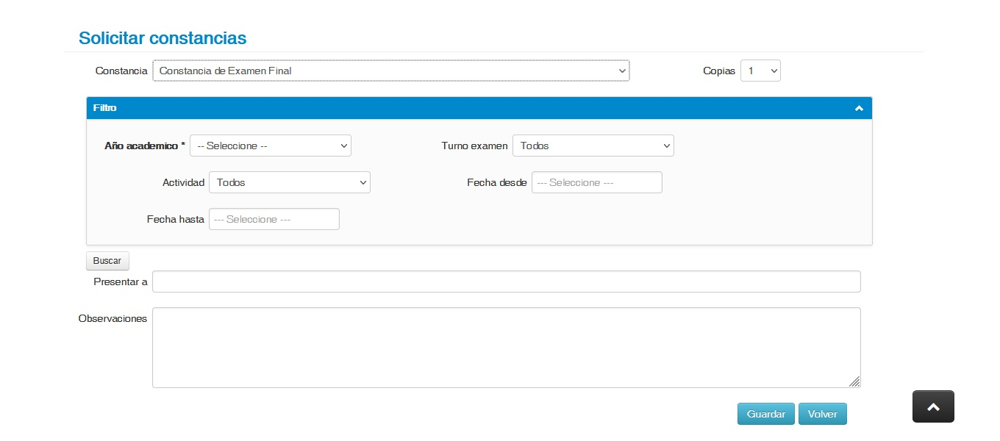 Solicitar constancias
Constancia Constancia de Examen Final Copias 1
Filtro
Año academico * -- Seleccione -- Turno examen Todos
Actividad Todos Fecha desde --- Seleccione ---
Fecha hasta --- Seleccione ---
Buscar
Presentar a
Observaciones
Guardar Volver